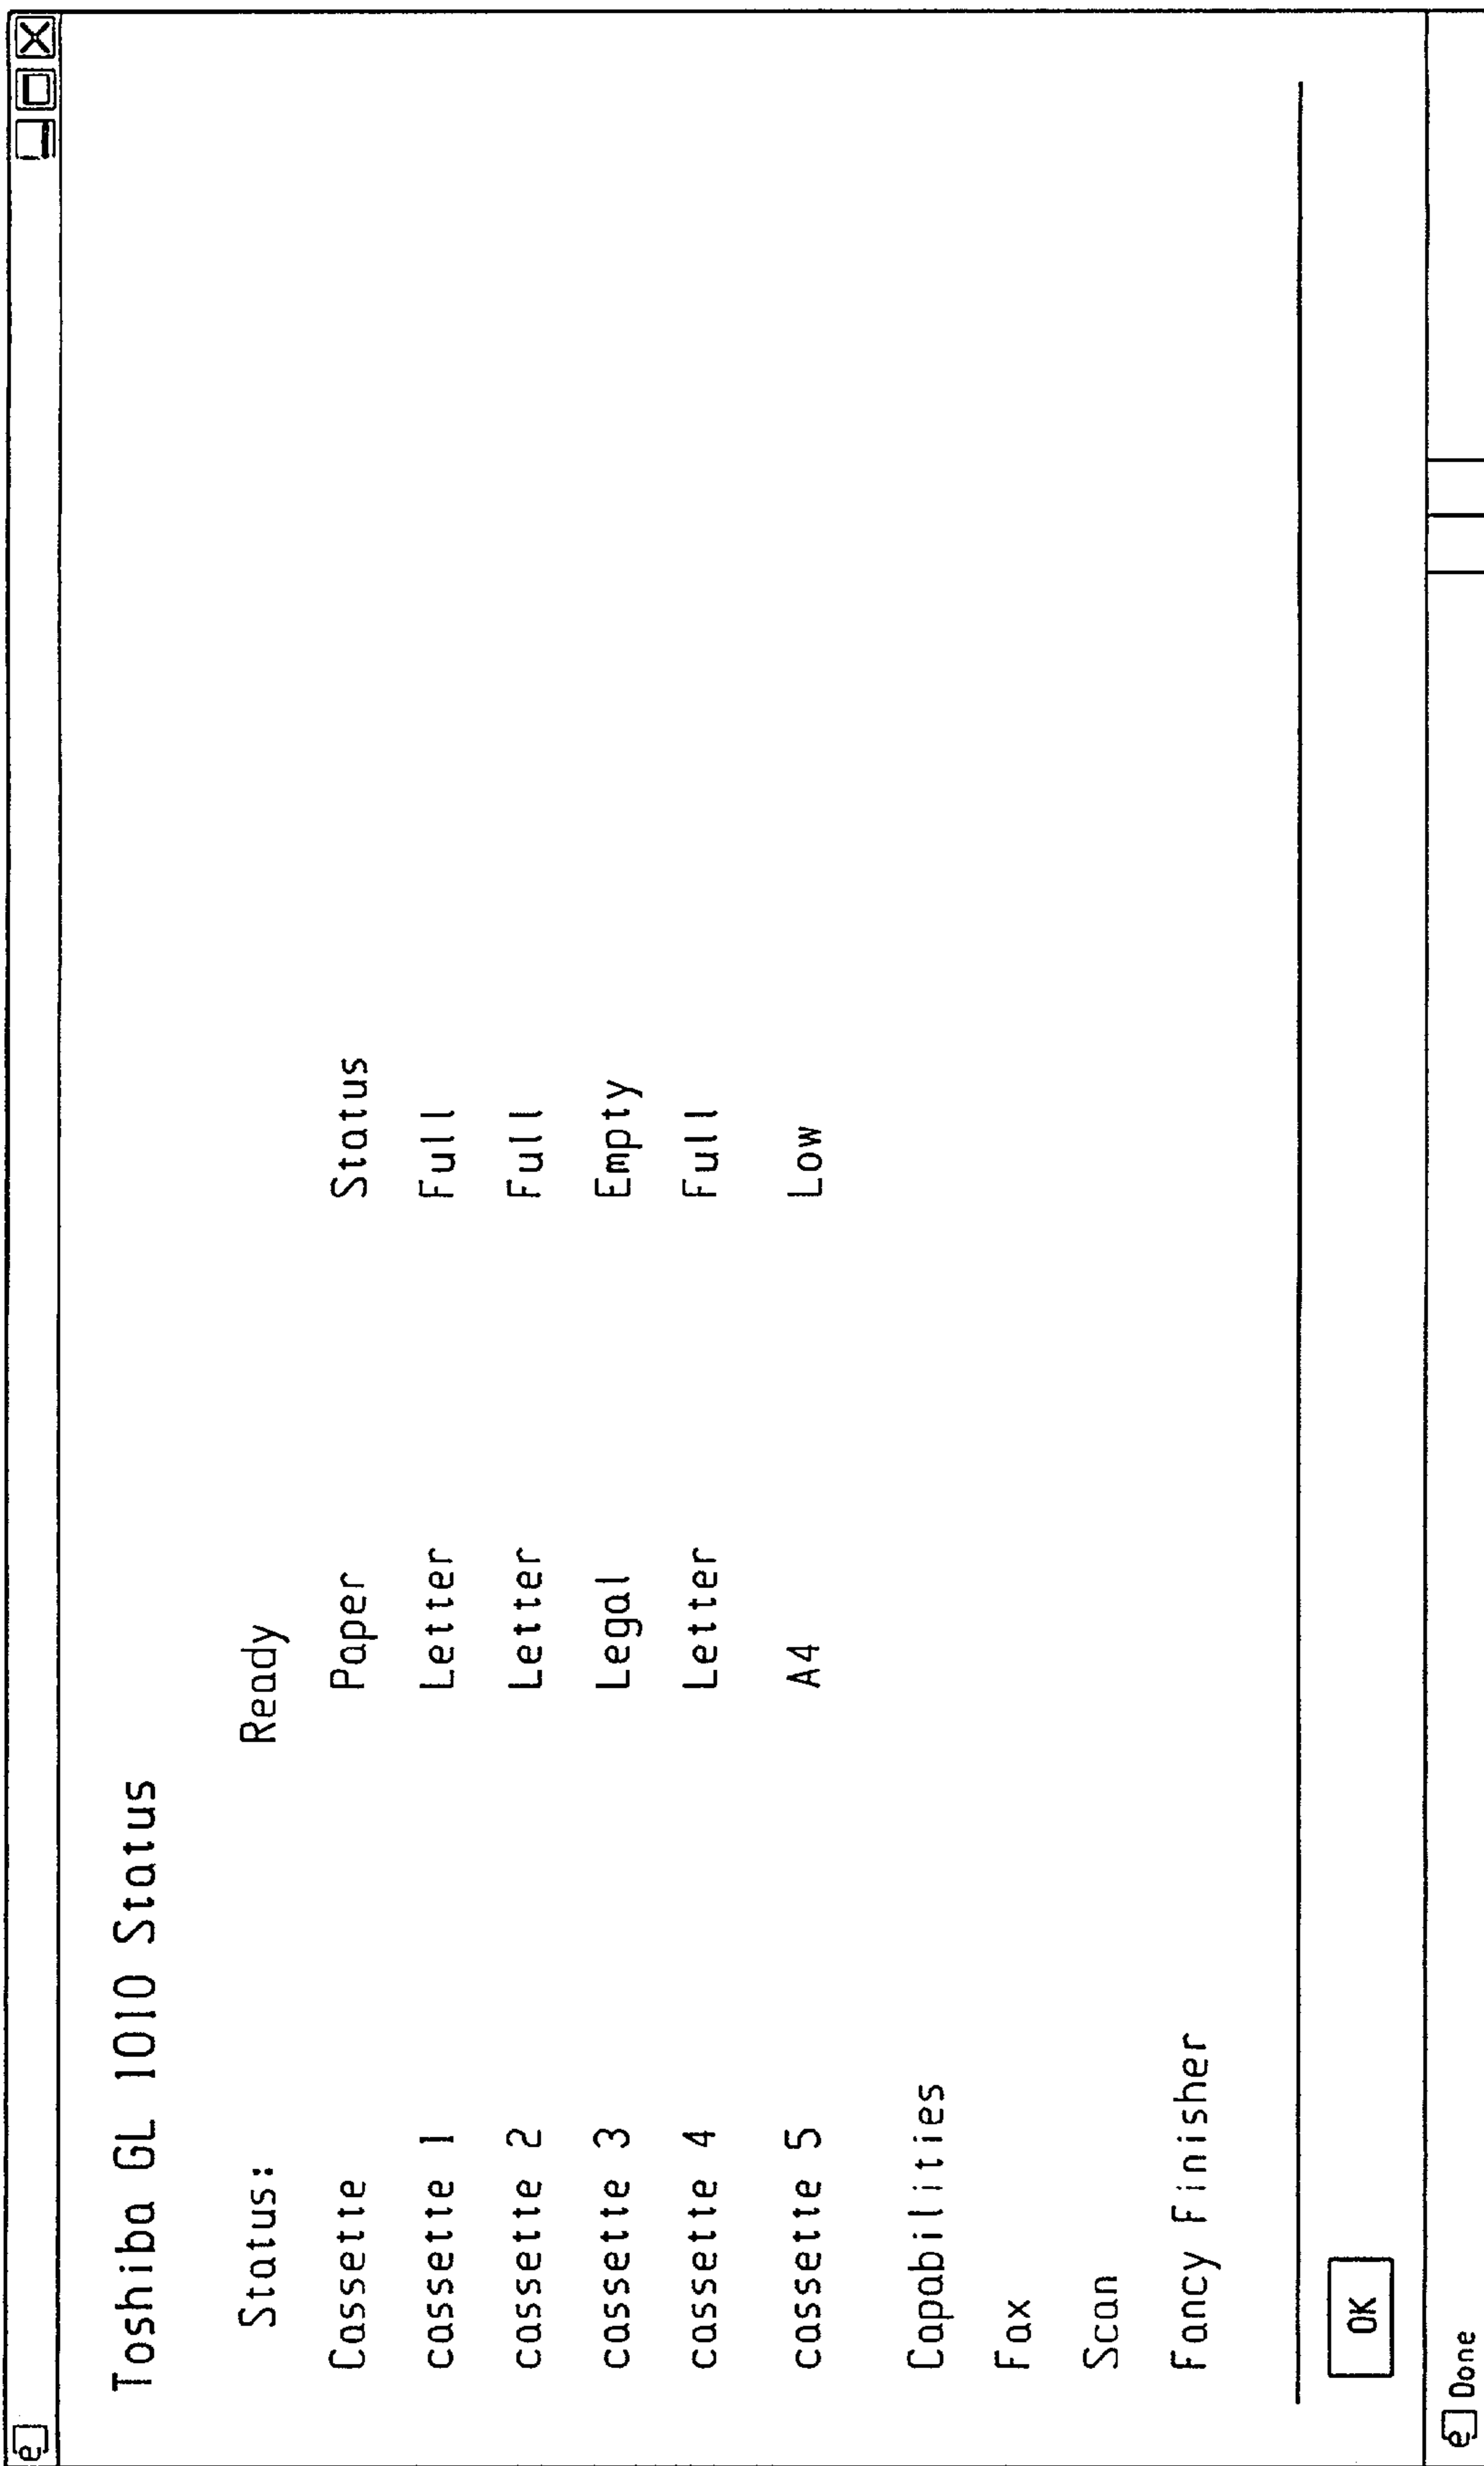 Toshiba GL 1010 Status
Status: Ready
Cassette Paper Status
cassette 1 Letter Full
cassette 2 Letter Full
cassette 3 Legal Empty
cassette 4 Letter Full
cassette 5 A4 Low
Capabilities
Fax
Scan
Fancy Finisher
OK
e Done